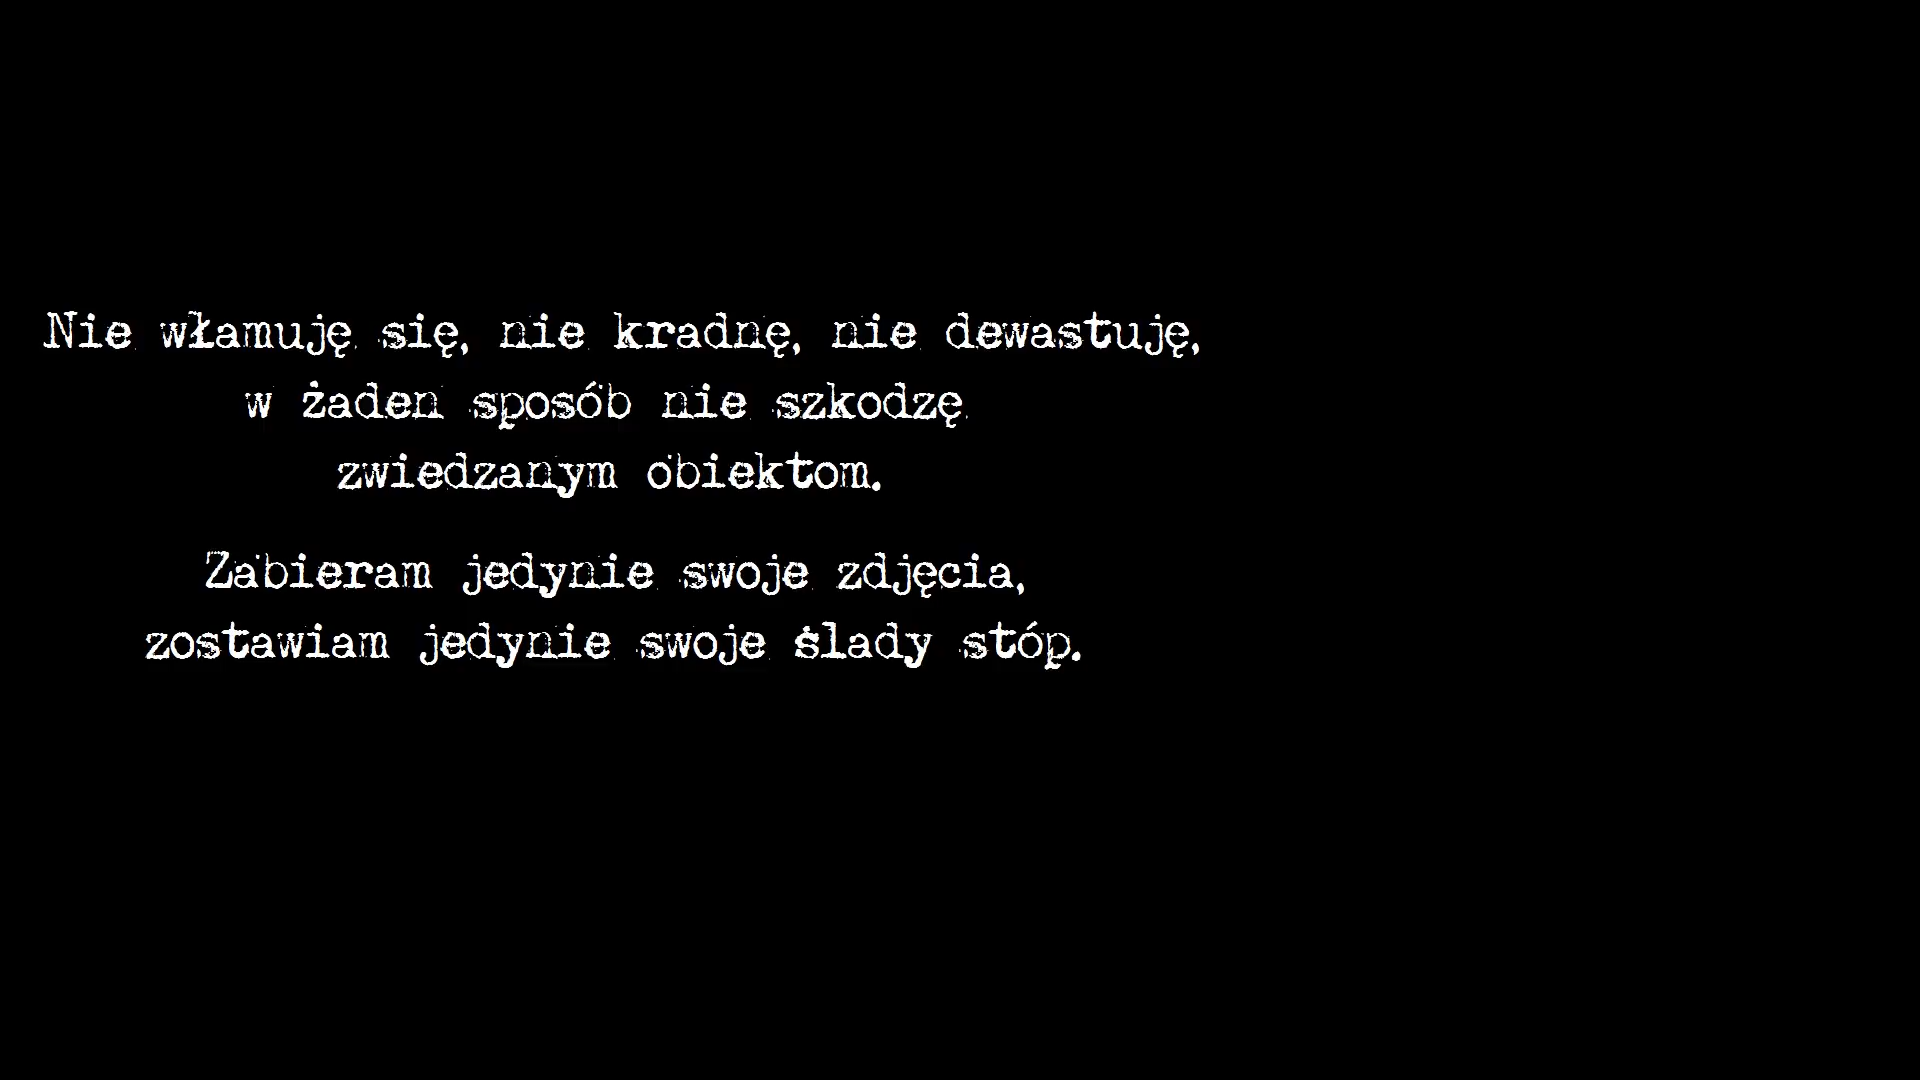 Nie włamuję się, nie kradnę, nie dewastuję,
w żaden sposób nie szkodzę
zwiedzanym obiektom.
Zabieram jedynie swoje zdjęcia,
zostawiam jedynie swoje ślady stóp.